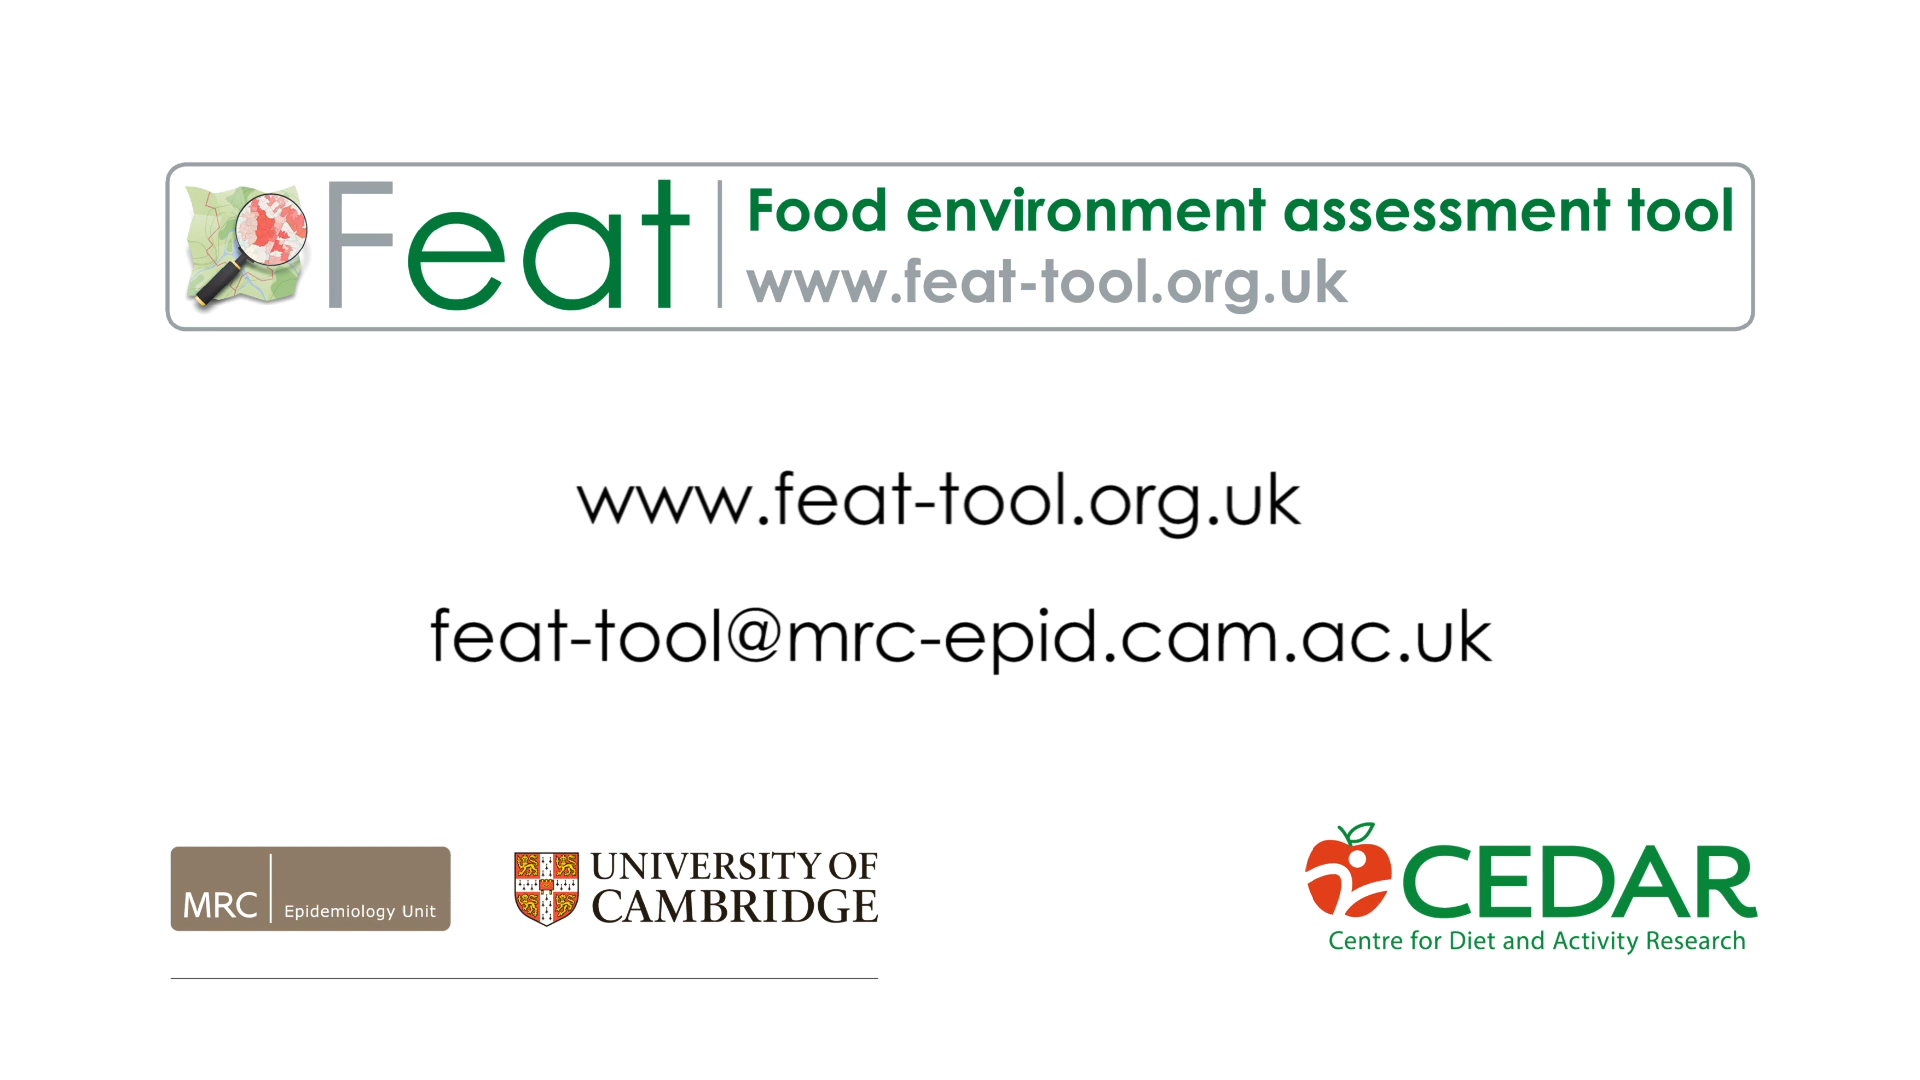 Feat
Food environment assessment tool
www.feat-tool.org.uk
www.feat-tool.org.uk
feat-tool@mrc-epid.cam.ac.uk
MRC Epidemiology Unit
UNIVERSITY OF
CAMBRIDGE
CEDAR
Centre for Diet and Activity Research